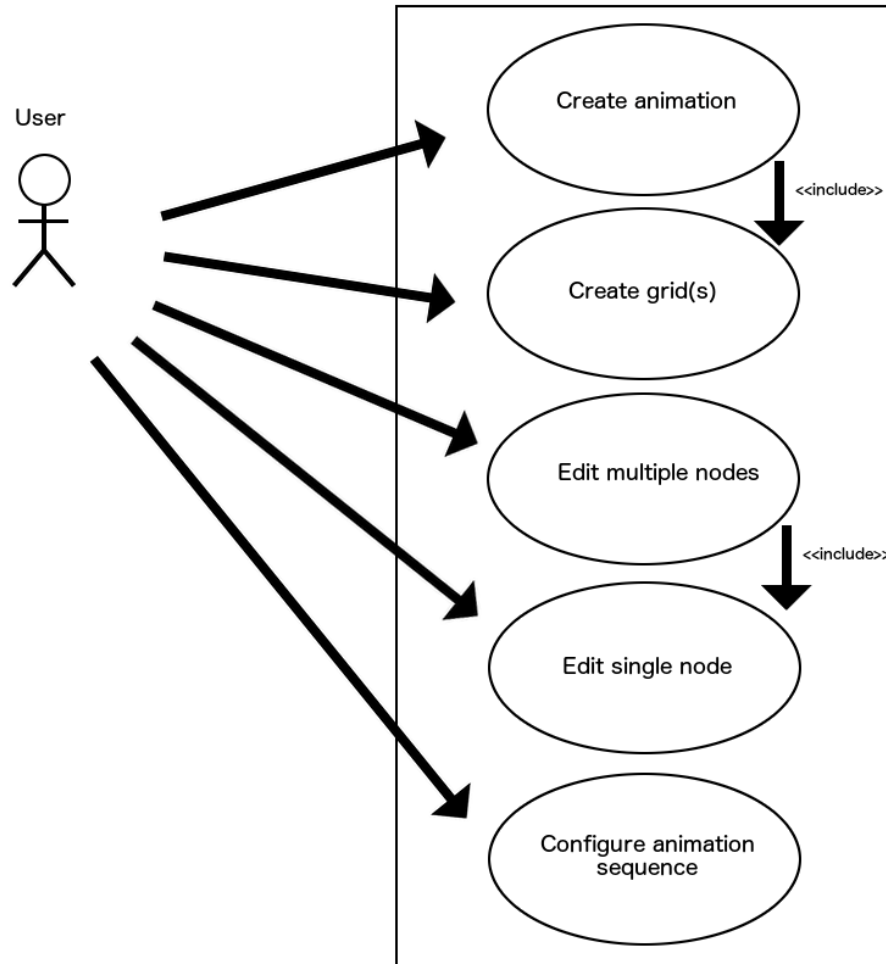 User
Create animation
<<include>>
Create grid(s)
Edit multiple nodes
<<include>>
Edit single node
Configure animation
sequence